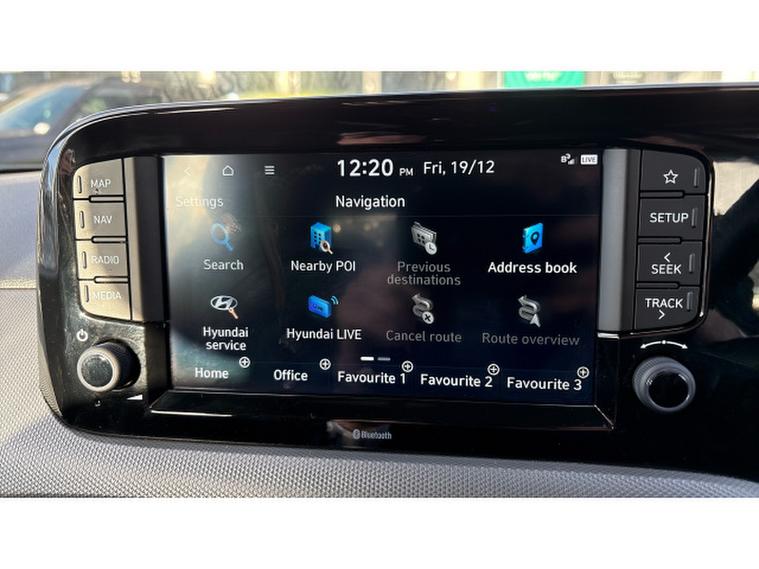 12:20 PM Fri, 19/12
LIVE
Settings
Navigation
Search
Nearby POI
Previous
destinations
Address book
Hyundai
service
Hyundai LIVE
Cancel route
Route overview
Home
Office
Favourite 1
Favourite 2
Favourite 3
MAP
NAV
RADIO
MEDIA
SETUP
SEEK
TRACK
Bluetooth